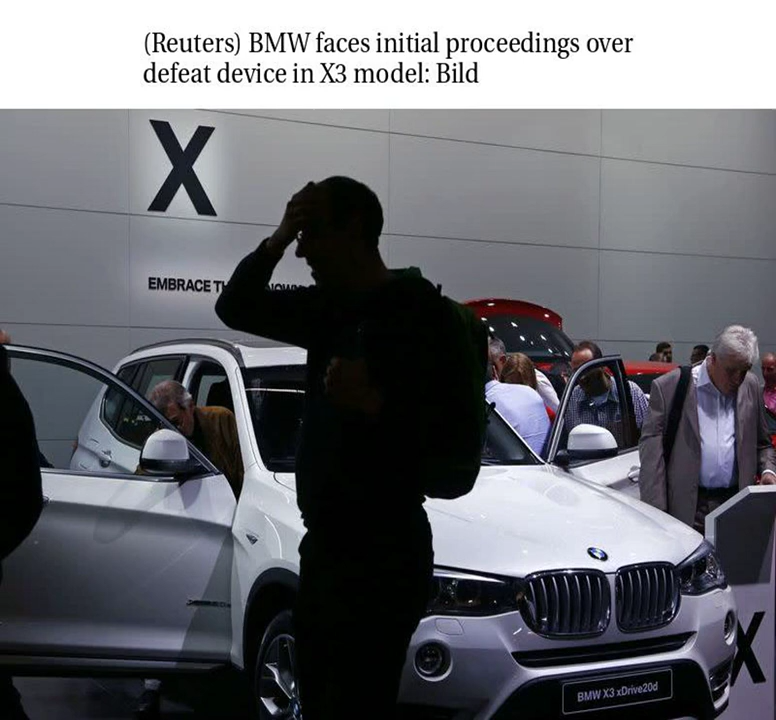 (Reuters) BMW faces initial proceedings over
defeat device in X3 model: Bild
X
EMBRACE
BMW X3 xDrive20d
X